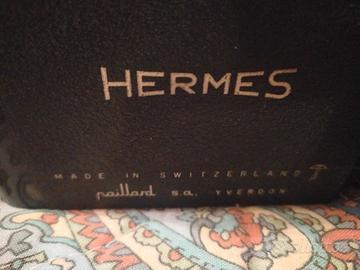 HERMES
MADE IN SWITZERLAND
paillard s.a. YVERDON